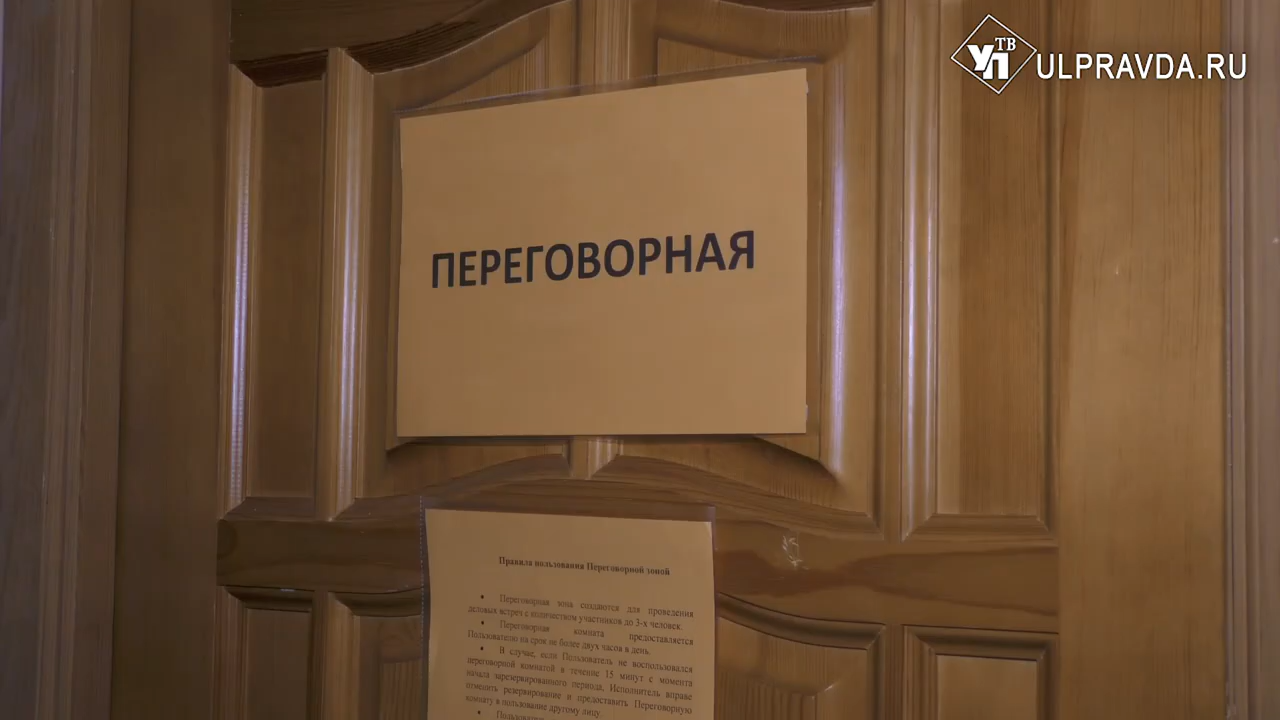 УП ТВ ULPRAVDA.RU
ПЕРЕГОВОРНАЯ
Правила пользования Переговорной зоной
• Переговорная зона создаются для проведения
деловых встреч с количеством участников до 3-х человек
• Переговорная комната предоставляется
Пользователю на срок не более двух часов в день.
• В случае, если Пользователь не воспользовался
переговорной комнатой в течение 15 минут с момента
начала зарезервированного периода, Исполнитель вправе
отменить резервирование и предоставить Переговорную
комнату в пользование другому лицу.